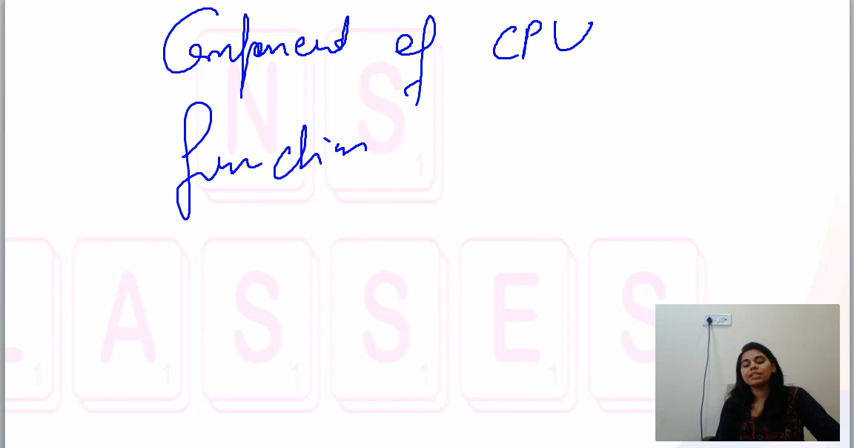 Component of CPU
function
N S
L A S S E S